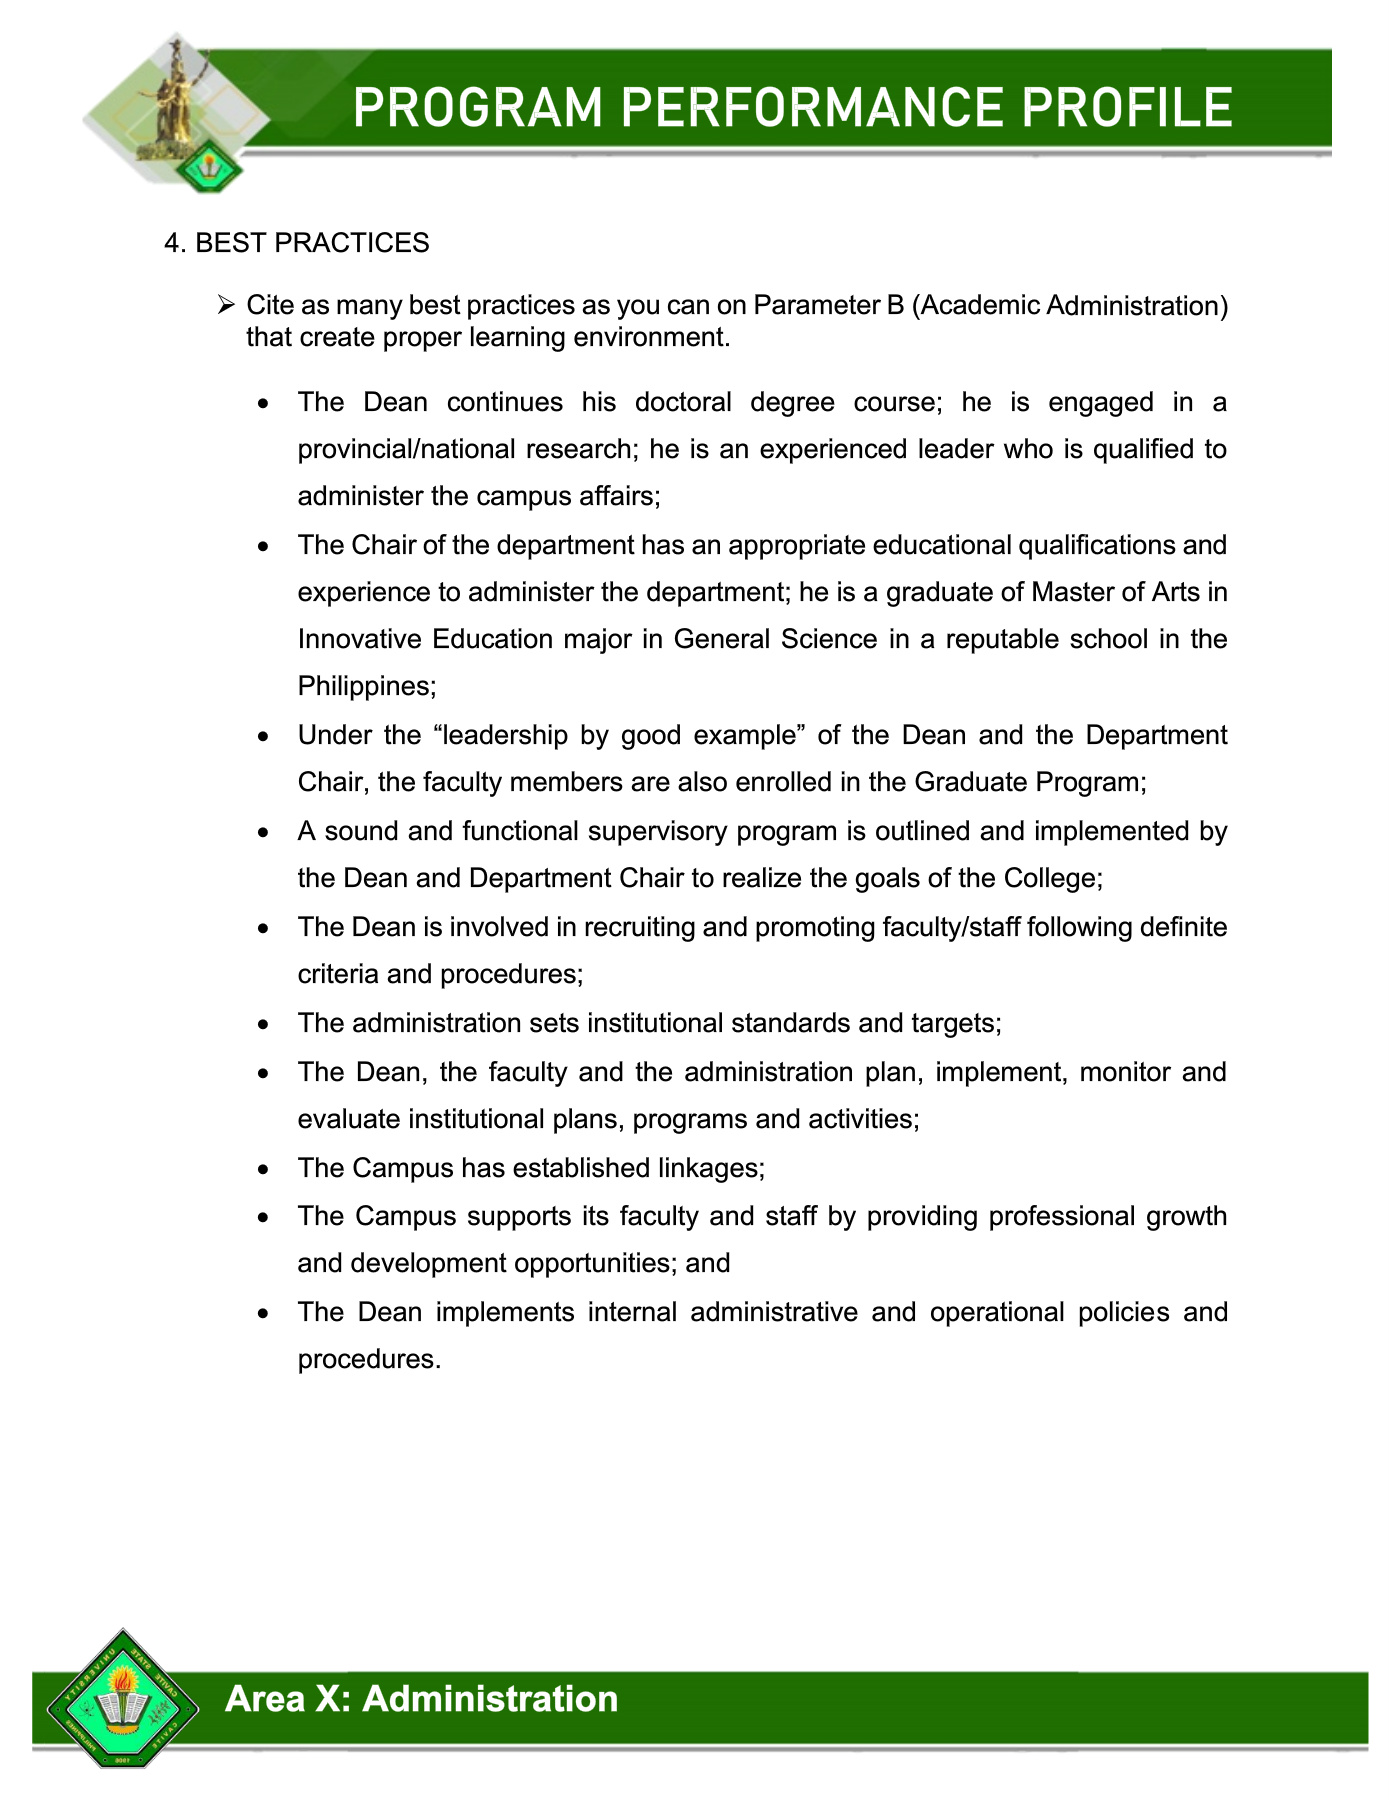 PROGRAM PERFORMANCE PROFILE
4. BEST PRACTICES
➢ Cite as many best practices as you can on Parameter B (Academic Administration)
that create proper learning environment.
• The Dean continues his doctoral degree course; he is engaged in a
provincial/national research; he is an experienced leader who is qualified to
administer the campus affairs;
• The Chair of the department has an appropriate educational qualifications and
experience to administer the department; he is a graduate of Master of Arts in
Innovative Education major in General Science in a reputable school in the
Philippines;
• Under the “leadership by good example” of the Dean and the Department
Chair, the faculty members are also enrolled in the Graduate Program;
• A sound and functional supervisory program is outlined and implemented by
the Dean and Department Chair to realize the goals of the College;
• The Dean is involved in recruiting and promoting faculty/staff following definite
criteria and procedures;
• The administration sets institutional standards and targets;
• The Dean, the faculty and the administration plan, implement, monitor and
evaluate institutional plans, programs and activities;
• The Campus has established linkages;
• The Campus supports its faculty and staff by providing professional growth
and development opportunities; and
• The Dean implements internal administrative and operational policies and
procedures.
CAVITE STATE UNIVERSITY
CAVITE
PHILIPPINES
1906
Area X: Administration